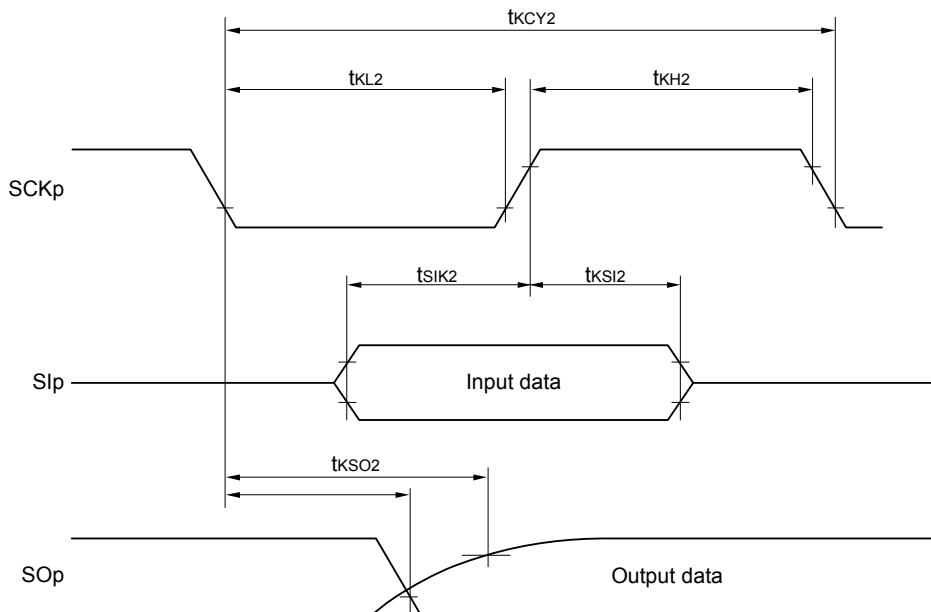 tKCY2
tKL2
tKH2
SCKp
tSIK2
tKSI2
SIp
Input data
tKSO2
SOp
Output data